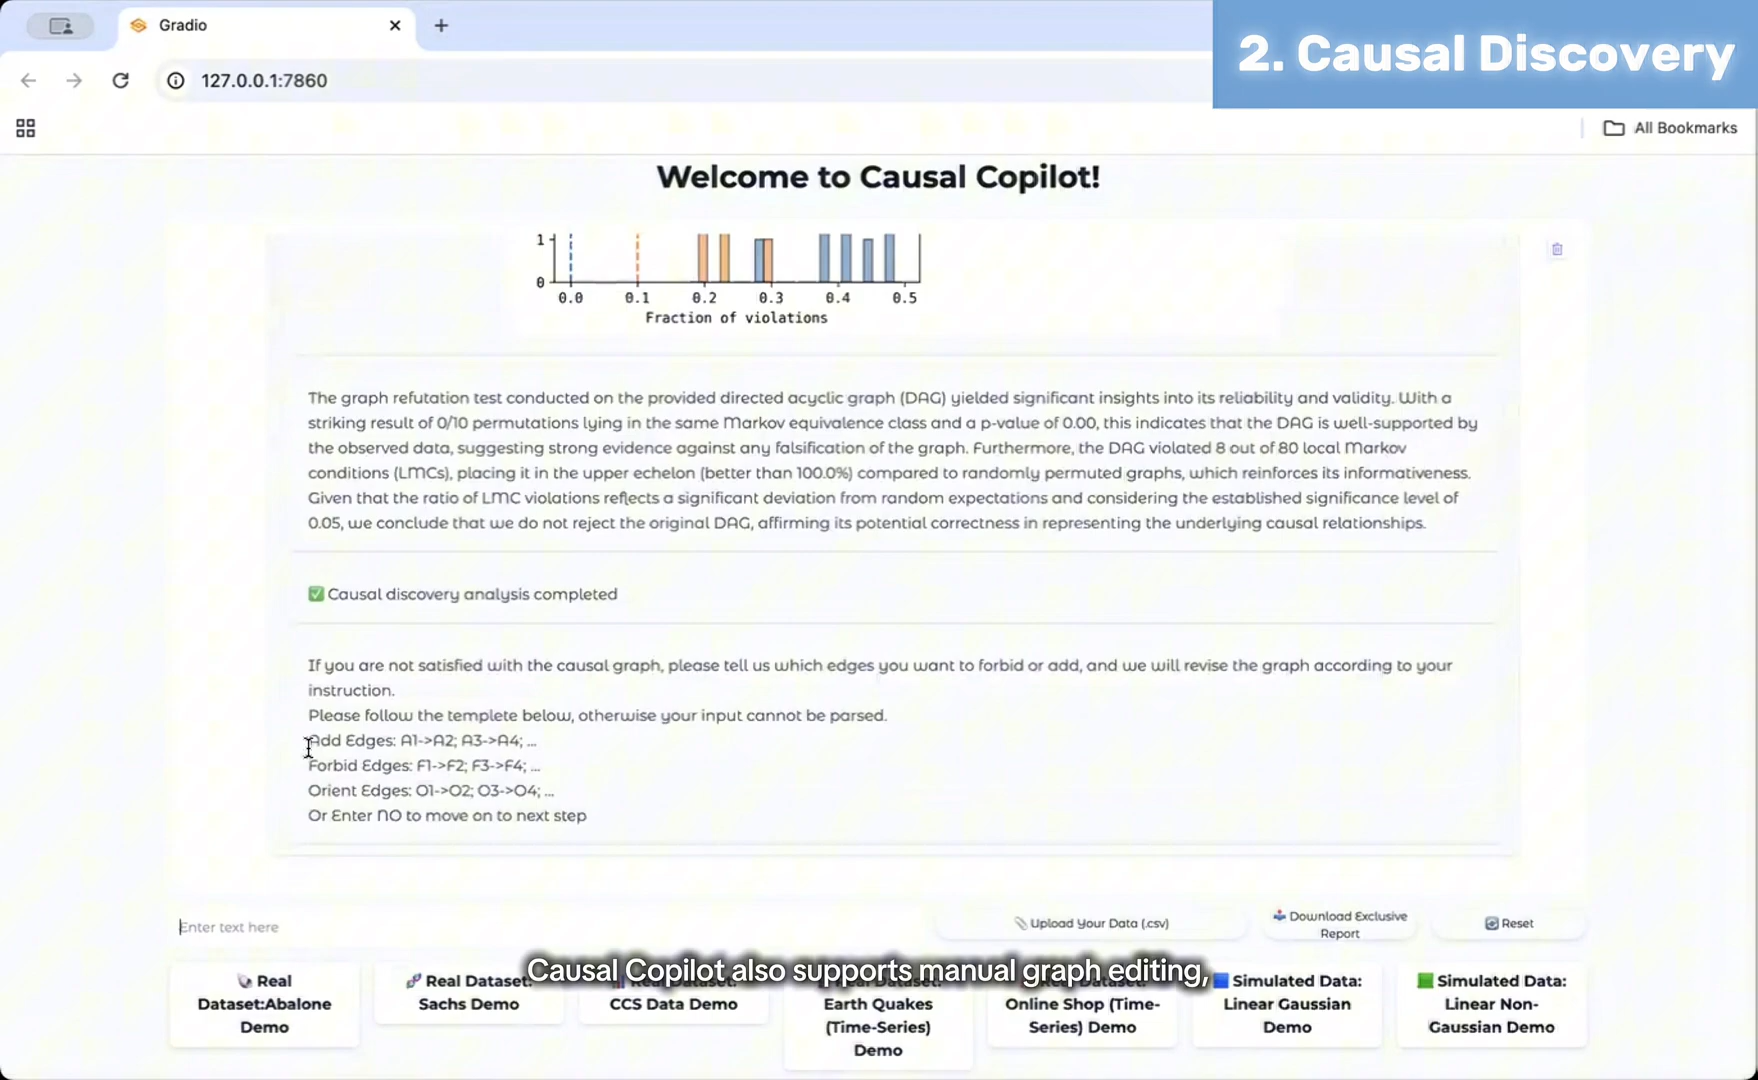 Gradio
2. Causal Discovery
127.0.0.1:7860
All Bookmarks
Welcome to Causal Copilot!
1
0
0.0 0.1 0.2 0.3 0.4 0.5
Fraction of violations
The graph refutation test conducted on the provided directed acyclic graph (DAG) yielded significant insights into its reliability and validity. With a
striking result of 0/10 permutations lying in the same Markov equivalence class and a p-value of 0.00, this indicates that the DAG is well-supported by
the observed data, suggesting strong evidence against any falsification of the graph. Furthermore, the DAG violated 8 out of 80 local Markov
conditions (LMCs), placing it in the upper echelon (better than 100.0%) compared to randomly permuted graphs, which reinforces its informativeness.
Given that the ratio of LMC violations reflects a significant deviation from random expectations and considering the established significance level of
0.05, we conclude that we do not reject the original DAG, affirming its potential correctness in representing the underlying causal relationships.
Causal discovery analysis completed
If you are not satisfied with the causal graph, please tell us which edges you want to forbid or add, and we will revise the graph according to your
instruction.
Please follow the templete below, otherwise your input cannot be parsed.
Add Edges: A1->A2; A3->A4; ...
Forbid Edges: F1->F2; F3->F4; ...
Orient Edges: O1->O2; O3->O4; ...
Or Enter NO to move on to next step
Enter text here
Upload Your Data (.csv)
Download Exclusive
Report
Reset
Causal Copilot also supports manual graph editing,
Real
Dataset:Abalone
Demo
Real Dataset:
Sachs Demo
CCS Data Demo
Earth Quakes
(Time-Series)
Demo
Online Shop (Time-
Series) Demo
Simulated Data:
Linear Gaussian
Demo
Simulated Data:
Linear Non-
Gaussian Demo